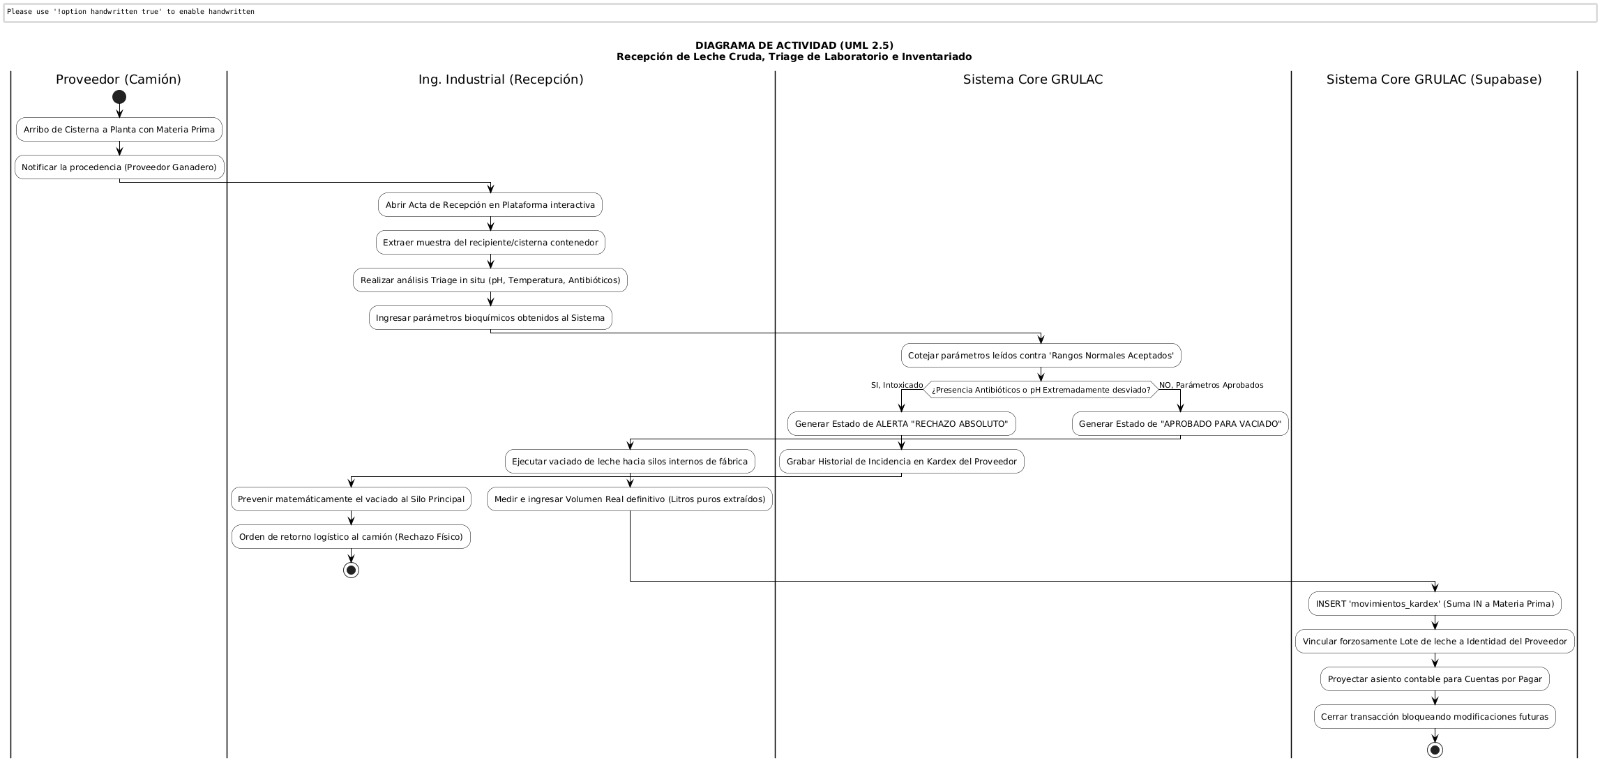 Please use '!option handwritten true' to enable handwritten
DIAGRAMA DE ACTIVIDAD (UML 2.5)
Recepción de Leche Cruda, Triage de Laboratorio e Inventariado
Proveedor (Camión)
Ing. Industrial (Recepción)
Sistema Core GRULAC
Sistema Core GRULAC (Supabase)
Arribo de Cisterna a Planta con Materia Prima
Notificar la procedencia (Proveedor Ganadero)
Abrir Acta de Recepción en Plataforma interactiva
Extraer muestra del recipiente/cisterna contenedor
Realizar análisis Triage in situ (pH, Temperatura, Antibióticos)
Ingresar parámetros bioquímicos obtenidos al Sistema
Cotejar parámetros leídos contra 'Rangos Normales Aceptados'
SI, Intoxicado
¿Presencia Antibióticos o pH Extremadamente desviado?
NO, Parámetros Aprobados
Generar Estado de ALERTA "RECHAZO ABSOLUTO"
Generar Estado de "APROBADO PARA VACIADO"
Ejecutar vaciado de leche hacia silos internos de fábrica
Grabar Historial de Incidencia en Kardex del Proveedor
Prevenir matemáticamente el vaciado al Silo Principal
Medir e ingresar Volumen Real definitivo (Litros puros extraídos)
Orden de retorno logístico al camión (Rechazo Físico)
INSERT 'movimientos_kardex' (Suma IN a Materia Prima)
Vincular forzosamente Lote de leche a Identidad del Proveedor
Proyectar asiento contable para Cuentas por Pagar
Cerrar transacción bloqueando modificaciones futuras